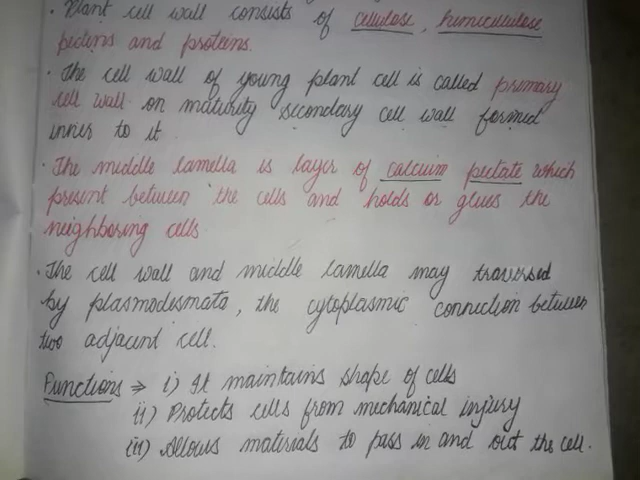 · Plant cell wall consists of cellulose, hemicellulose
pectins and proteins.
· The cell wall of young plant cell is called primary
cell wall on maturity secondary cell wall formed
inner to it
· The middle lamella is layer of calcium pectate which
present between the cells and holds or glues the
neighboring cells
· The cell wall and middle lamella may traversed
by plasmodesmata, the cytoplasmic connection between
two adjacent cell.
Functions ⇒ i) It maintains shape of cells
ii) Protects cells from mechanical injury
iii) Allows materials to pass in and out the cell.